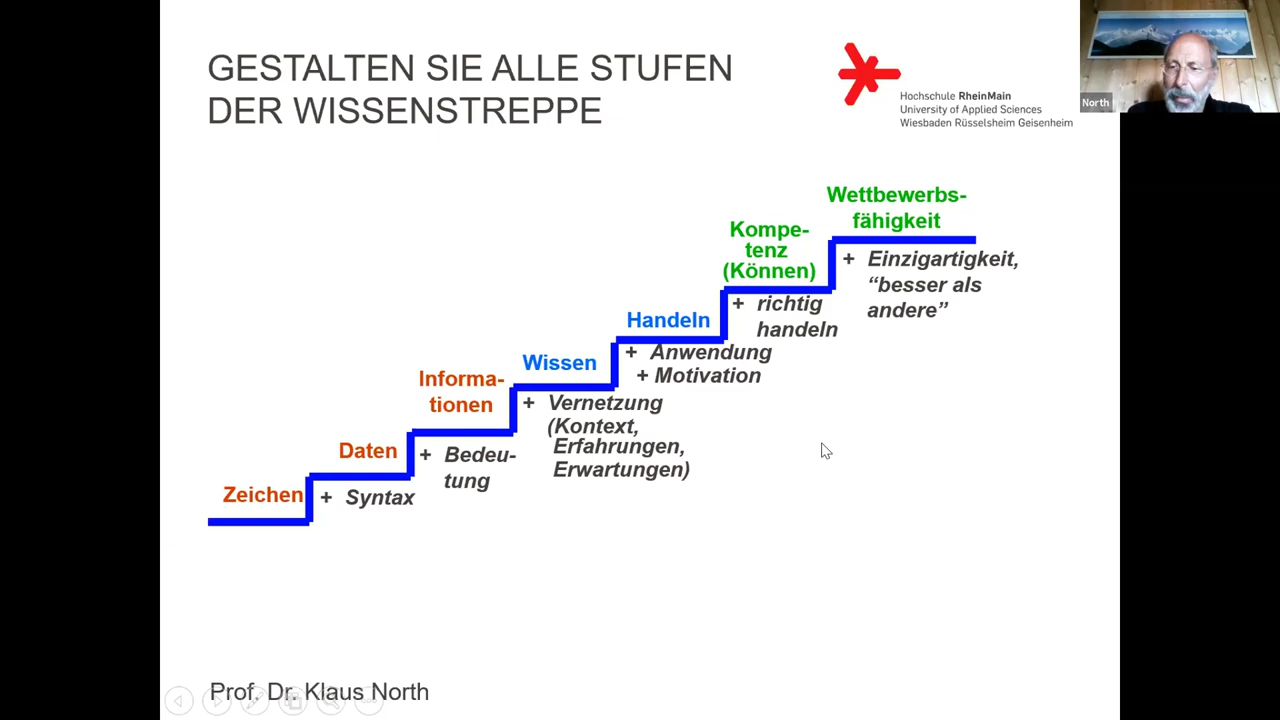 GESTALTEN SIE ALLE STUFEN
DER WISSENSTREPPE
Hochschule RheinMain
University of Applied Sciences
Wiesbaden Rüsselsheim Geisenheim
North
Wettbewerbs-
fähigkeit
+ Einzigartigkeit,
“besser als
andere”
Kompe-
tenz
(Können)
+ richtig
handeln
Handeln
+ Anwendung
+ Motivation
Wissen
+ Vernetzung
(Kontext,
Erfahrungen,
Erwartungen)
Informa-
tionen
+ Bedeu-
tung
Daten
+ Syntax
Zeichen
Prof. Dr. Klaus North